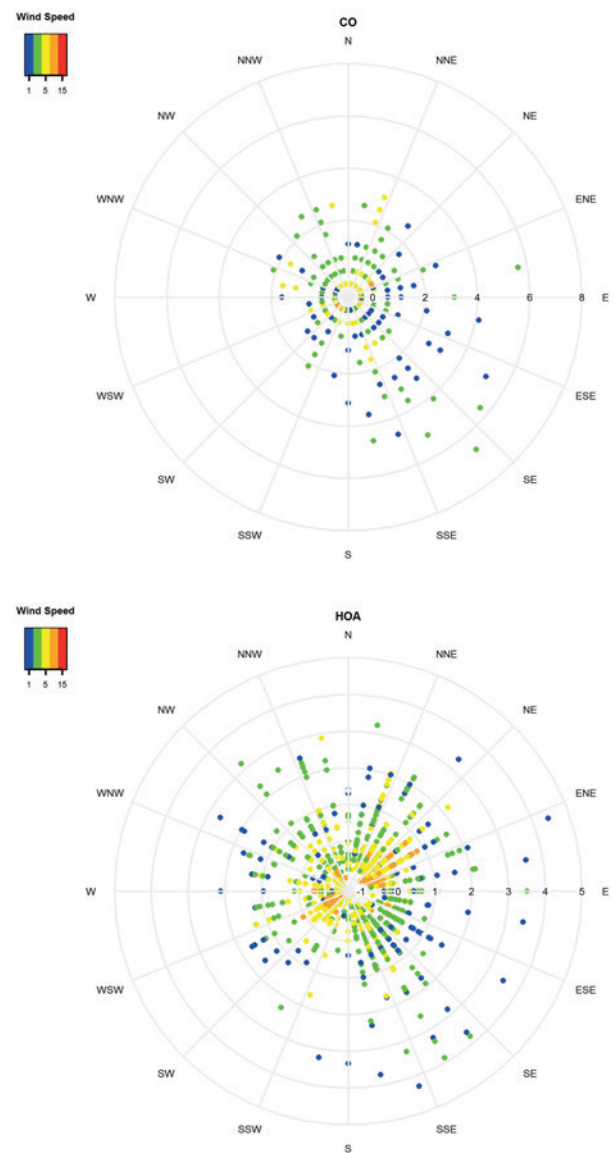 Wind Speed
1 5 15
CO
N
NNW NNE
NW NE
WNW ENE
W 0 2 4 6 8 E
WSW ESE
SW SE
SSW SSE
S
Wind Speed
1 5 15
HOA
N
NNW NNE
NW NE
WNW ENE
W -1 0 1 2 3 4 5 E
WSW ESE
SW SE
SSW SSE
S